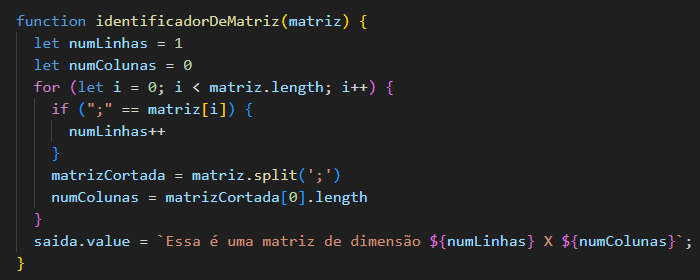 function identificadorDeMatriz(matriz) {
  let numLinhas = 1
  let numColunas = 0
  for (let i = 0; i < matriz.length; i++) {
    if (";" == matriz[i]) {
      numLinhas++
    }
    matrizCortada = matriz.split(';')
    numColunas = matrizCortada[0].length
  }
  saida.value = `Essa é uma matriz de dimensão ${numLinhas} X ${numColunas}`;
}